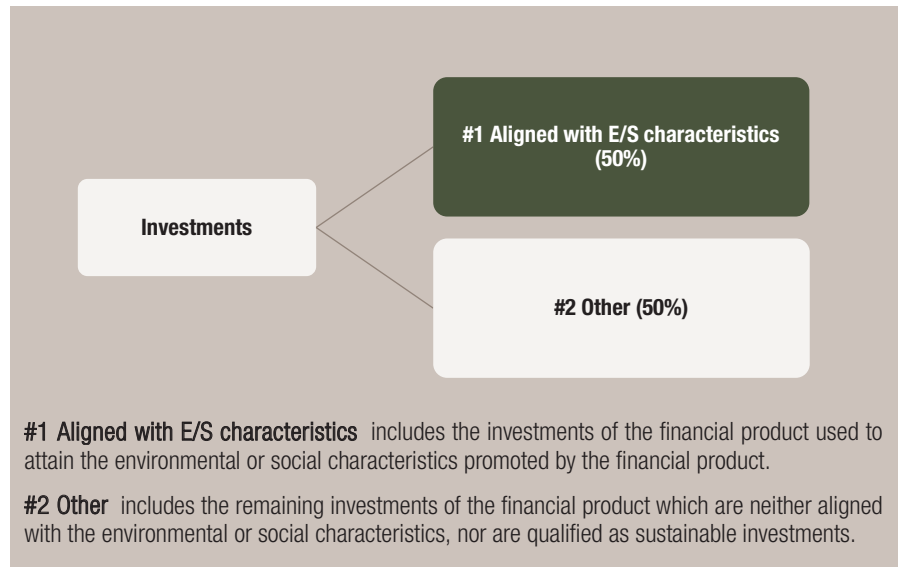 #1 Aligned with E/S characteristics
(50%)
Investments
#2 Other (50%)
#1 Aligned with E/S characteristics includes the investments of the financial product used to
attain the environmental or social characteristics promoted by the financial product.
#2 Other includes the remaining investments of the financial product which are neither aligned
with the environmental or social characteristics, nor are qualified as sustainable investments.